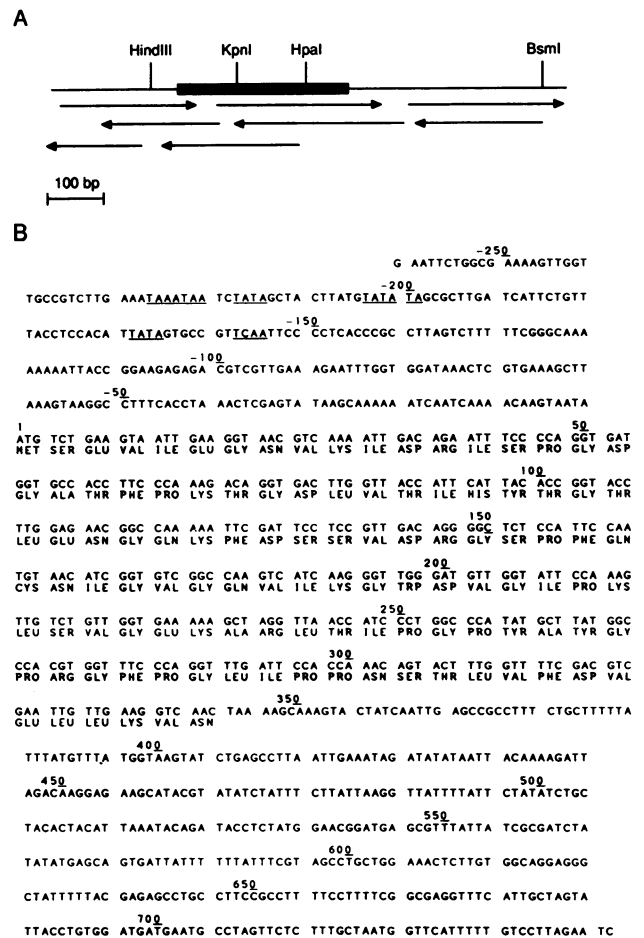 A
HindIII KpnI HpaI BsmI
100 bp
B
-250
G AATTCTGGCG AAAAGTTGGT
-200
TGCCGTCTTGA AAATAAATAA TCTATAGCTA CTTATGTATA TAGCGCTTGA TCATTCTGTT
-150
TACCTCCACA TTATAGTGCC GTTCAATTCC CCTCACCCGC CTTAGTCTTT TTCGGGCAAA
-100
AAAAATTACC GGAAGAGAGA CGTCGTTGAA AGAATTTGGT GGATAAACTC GTGAAAGCTT
-50
AAAGTAAGGC CTTTCACCTA AACTCGAGTA TAAGCAAAAA ATCAATCAAA ACAAGTAATA
1 50
ATG TCT GAA GTA ATT GAA GGT AAC GTC AAA ATT GAC AGA ATT TCC CCA GGT GAT
MET SER GLU VAL ILE GLU GLY ASN VAL LYS ILE ASP ARG ILE SER PRO GLY ASP
100
GGT GCC ACC TTC CCA AAG ACA GGT GAC TTG GTT ACC ATT CAT TAC ACC GGT ACC
GLY ALA THR PHE PRO LYS THR GLY ASP LEU VAL THR ILE HIS TYR THR GLY THR
150
TTG GAG AAC GGC CAA AAA TTC GAT TCC TCC GTT GAC AGG GGC TCT CCA TTC CAA
LEU GLU ASN GLY GLN LYS PHE ASP SER SER VAL ASP ARG GLY SER PRO PHE GLN
200
TGT AAC ATC GGT GTC GGC CAA GTC ATC AAG GGT TGG GAT GTT GGT ATT CCA AAG
CYS ASN ILE GLY VAL GLY GLN VAL ILE LYS GLY TRP ASP VAL GLY ILE PRO LYS
250
TTG TCT GTT GGT GAA AAA GCT AGG TTA ACC ATC CCT GGC CCA TAT GCT TAT GGC
LEU SER VAL GLY GLU LYS ALA ARG LEU THR ILE PRO GLY PRO TYR ALA TYR GLY
300
CCA CGT GGT TTC CCA GGT TTG ATT CCA CCA AAC AGT ACT TTG GTT TTC GAC GTC
PRO ARG GLY PHE PRO GLY LEU ILE PRO PRO ASN SER THR LEU VAL PHE ASP VAL
350
GAA TTG TTG AAG GTC AAC TAA AAGCAAAGTA CTATCAATTG AGCCGCCTTT CTGCTTTTTA
GLU LEU LEU LYS VAL ASN
400
TTTATGTTTA TGGTAAGTAT CTGAGCCTTA ATTGAAATAG ATATATAATT ACAAAAGATT
450 500
AGACAAGGAG AAGCATACGT ATATCTATTT CTTATTAAGG TTATTTTATT CTATATCTGC
550
TACACTACAT TAAATACAGA TACCTCTATG GAACGGATGA GCGTTTATTA TCGCGATCTA
600
TATATGAGCA GTGATTATTT TTTATTTCGT AGCCTGCTGG AAACTCTTGT GGCAGGAGGG
650
CTATTTTTAC GAGAGCCTGC CTTCCGCCTT TTCCTTTTCG GCGAGGTTTC ATTGCTAGTA
700
TTACCTGTGG ATGATGAATG CCTAGTTCTC TTTGCTAATG GTTCATTTTT GTCCTTAGAA TC